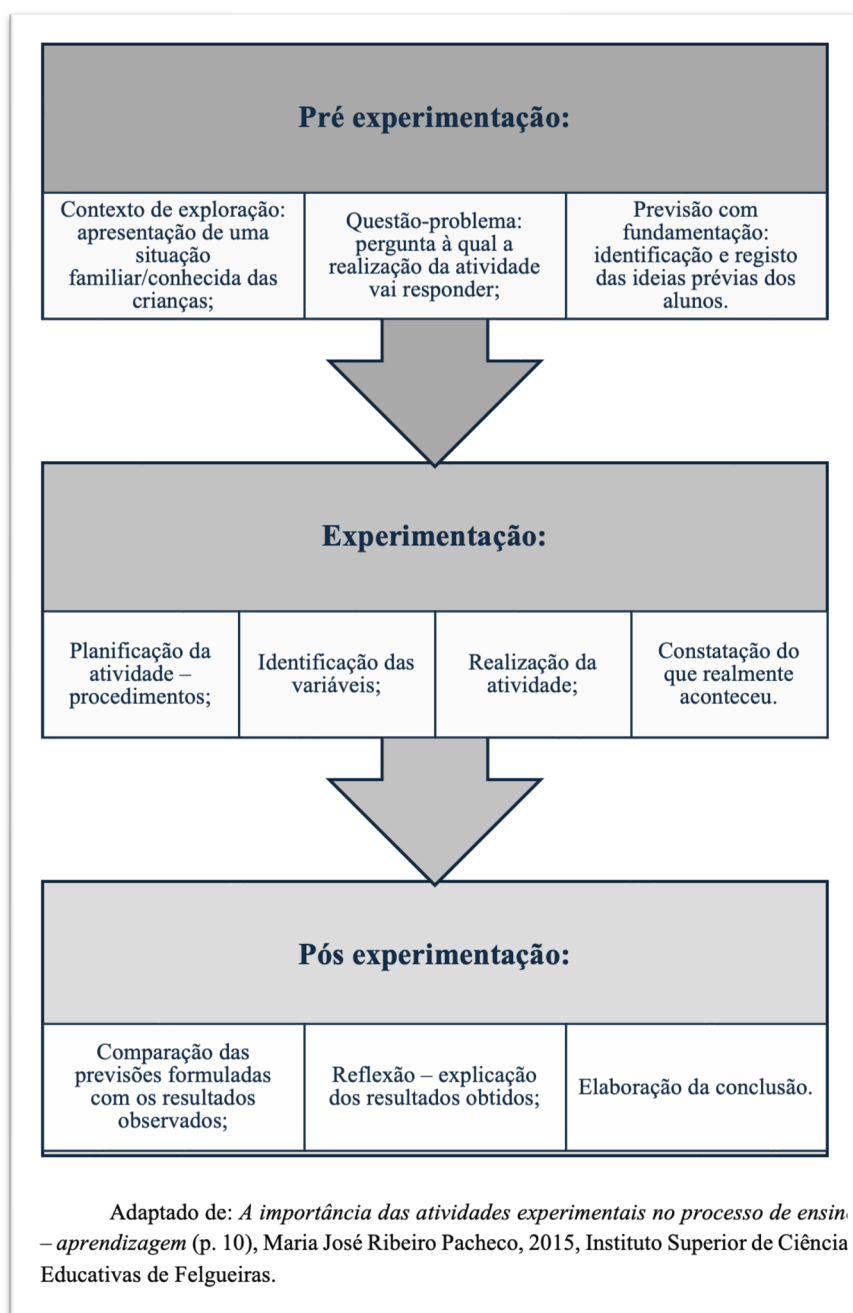 Pré experimentação:
Contexto de exploração:
apresentação de uma
situação
familiar/conhecida das
crianças;
Questão-problema:
pergunta à qual a
realização da atividade
vai responder;
Previsão com
fundamentação:
identificação e registo
das ideias prévias dos
alunos.
Experimentação:
Planificação da
atividade –
procedimentos;
Identificação das
variáveis;
Realização da
atividade;
Constatação do
que realmente
aconteceu.
Pós experimentação:
Comparação das
previsões formuladas
com os resultados
observados;
Reflexão – explicação
dos resultados obtidos;
Elaboração da conclusão.
Adaptado de: A importância das atividades experimentais no processo de ensin
– aprendizagem (p. 10), Maria José Ribeiro Pacheco, 2015, Instituto Superior de Ciência
Educativas de Felgueiras.